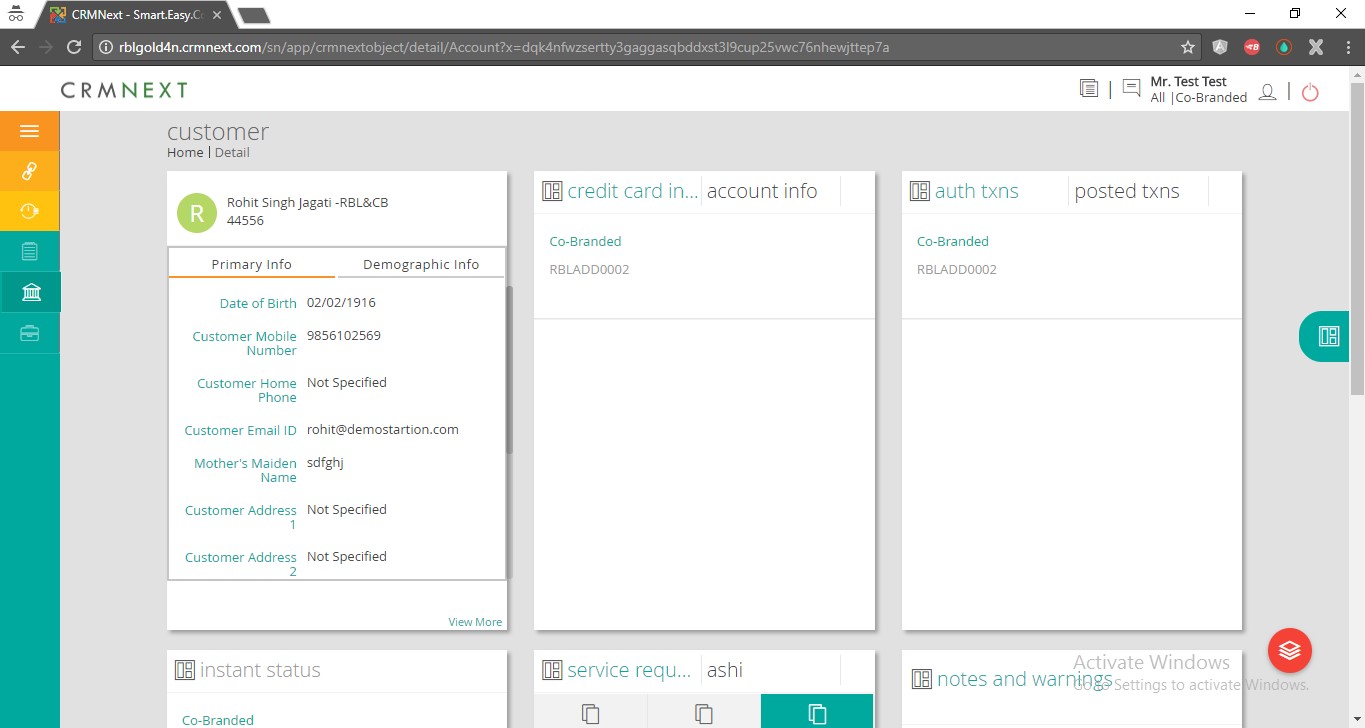 CRMNext - Smart.Easy.C
rblgold4n.crmnext.com/sn/app/crmnextobject/detail/Account?x=dqk4nfwzsertty3gaggasqbddxst3l9cup25vwc76nhewjttep7a
CRMNEXT
Mr. Test Test
All |Co-Branded
customer
Home | Detail
R
Rohit Singh Jagati -RBL&CB
44556
Primary Info
Demographic Info
Date of Birth 02/02/1916
Customer Mobile 9856102569
Number
Customer Home Not Specified
Phone
Customer Email ID rohit@demostartion.com
Mother's Maiden sdfghj
Name
Customer Address Not Specified
1
Customer Address Not Specified
2
View More
credit card in... account info
Co-Branded
RBLADD0002
auth txns posted txns
Co-Branded
RBLADD0002
instant status
Co-Branded
service requ... ashi
notes and warnings
Activate Windows
Go to Settings to activate Windows.